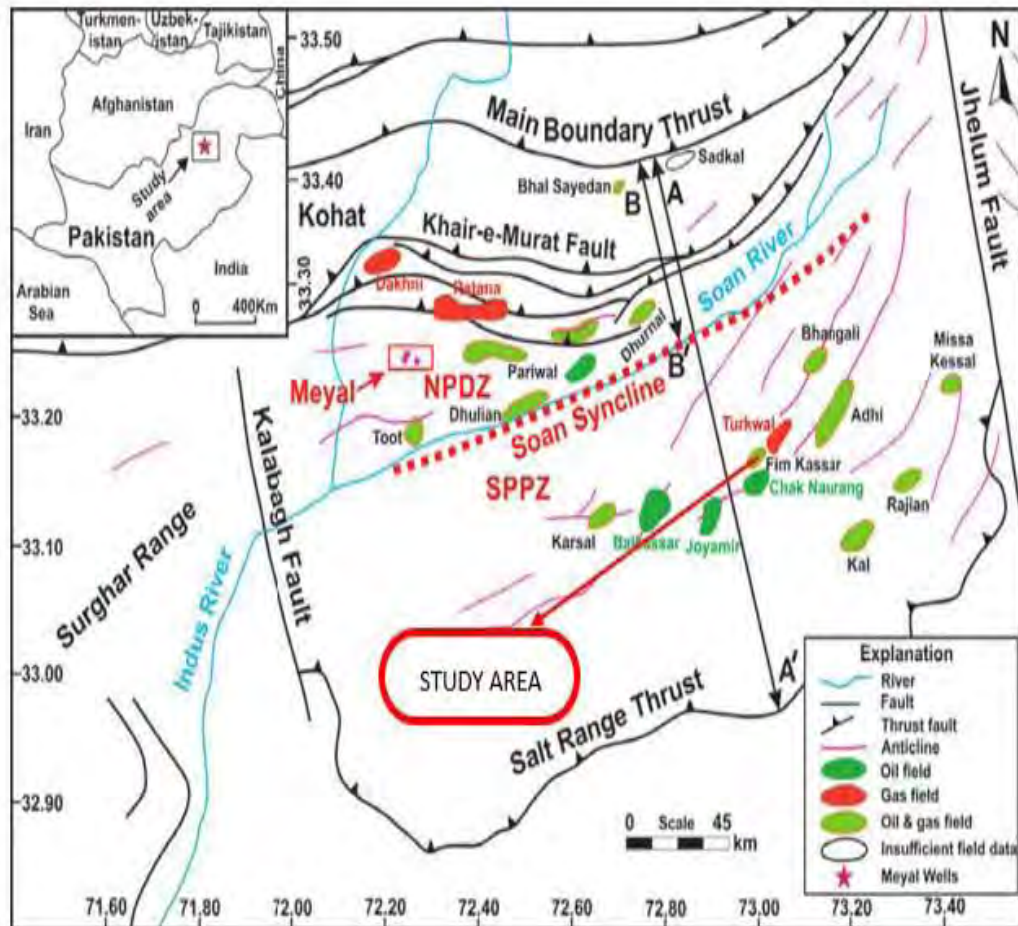 Turkmen-
istan
Uzbek-
istan
Tajikistan
China
Afghanistan
Iran
Study
area
Pakistan
India
Arabian
Sea
0 400Km
N
33.50
33.40
33.30
33.20
33.10
33.00
32.90
Main Boundary Thrust
Sadkal
Bhal Sayedan
B
A
Jhelum Fault
Kohat
Khair-e-Murat Fault
Soan River
Dakhni
Ratana
Dhurnal
Bhangali
Missa
Kessal
Meyal
NPDZ
Pariwal
B'
Dhulian
Soan Syncline
Toot
Turkwal
Adhi
Fim Kassar
Chak Naurang
Rajian
SPPZ
Karsal
Balkassar
Joyamir
Kal
Kalabagh Fault
Surghar Range
Indus River
STUDY AREA
A'
Salt Range Thrust
0 Scale 45
km
Explanation
River
Fault
Thrust fault
Anticline
Oil field
Gas field
Oil & gas field
Insufficient field data
Meyal Wells
71.60 71.80 72.00 72.20 72.40 72.60 72.80 73.00 73.20 73.40